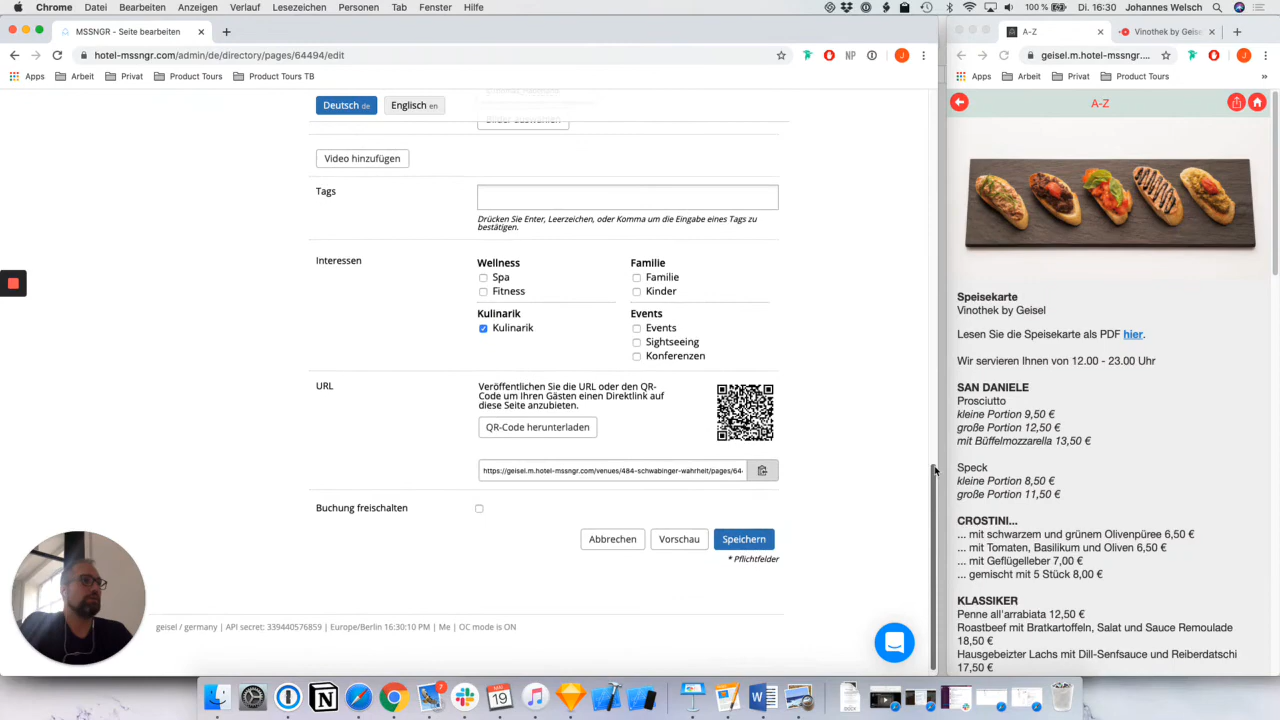 Chrome Datei Bearbeiten Anzeigen Verlauf Lesezeichen Personen Tab Fenster Hilfe 100 % Di. 16:30 Johannes Welsch
MSSNGR - Seite bearbeiten
hotel-mssngr.com/admin/de/directory/pages/64494/edit NP J
Apps Arbeit Privat Product Tours Product Tours TB
Deutsch de Englisch en
Video hinzufügen
Tags
Drücken Sie Enter, Leerzeichen, oder Komma um die Eingabe eines Tags zu
bestätigen.
Interessen
Wellness Familie
Spa Familie
Fitness Kinder
Kulinarik Events
Kulinarik Events
Sightseeing
Konferenzen
URL
Veröffentlichen Sie die URL oder den QR-
Code um Ihren Gästen einen Direktlink auf
diese Seite anzubieten.
QR-Code herunterladen
https://geisel.m.hotel-mssngr.com/venues/484-schwabinger-wahrheit/pages/64-
Buchung freischalten
Abbrechen Vorschau Speichern
* Pflichtfelder
geisel / germany | API secret: 339440576859 | Europe/Berlin 16:30:10 PM | Me | OC mode is ON
A-Z Vinothek by Geise
geisel.m.hotel-mssngr.com... J
Apps Arbeit Privat Product Tours »
A-Z
Speisekarte
Vinothek by Geisel
Lesen Sie die Speisekarte als PDF hier.
Wir servieren Ihnen von 12.00 - 23.00 Uhr
SAN DANIELE
Prosciutto
kleine Portion 9,50 €
große Portion 12,50 €
mit Büffelmozzarella 13,50 €
Speck
kleine Portion 8,50 €
große Portion 11,50 €
CROSTINI...
... mit schwarzem und grünem Olivenpüree 6,50 €
... mit Tomaten, Basilikum und Oliven 6,50 €
... mit Geflügelleber 7,00 €
... gemischt mit 5 Stück 8,00 €
KLASSIKER
Penne all'arrabiata 12,50 €
Roastbeef mit Bratkartoffeln, Salat und Sauce Remoulade
18,50 €
Hausgebeizter Lachs mit Dill-Senfsauce und Reiberdatschi
17,50 €
19